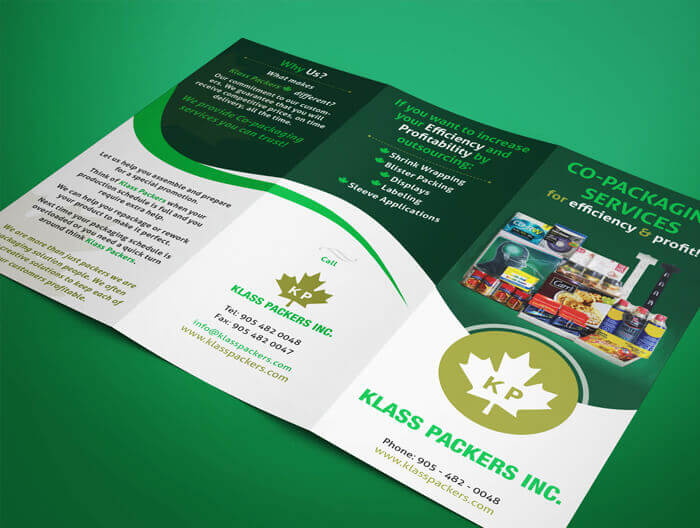 Why Us?
What makes
Klass Packers different?
Our commitment to our custom-
ers. We guarantee that you will
receive competitive prices, on time
delivery, all the time.
We provide Co-packaging
services you can trust!
Let us help you assemble and prepare
for a special promotion.
Think of Klass Packers when your
production schedule is full and you
require extra help.
We can help you repackage or rework
your product to make it perfect.
Next time your packaging schedule is
overloaded or you need a quick turn
around think Klass Packers.
We are more than just packers we are
packaging solution people. We often
creative solutions to keep each of
our customers profitable.
If you want to increase
your Efficiency and
Profitability by
outsourcing:
Shrink Wrapping
Blister Packing
Displays
Labeling
Sleeve Applications
Call
K P
KLASS PACKERS INC.
Tel: 905 482 0048
Fax: 905 482 0047
info@klasspackers.com
www.klasspackers.com
CO-PACKAGING
SERVICES
for efficiency & profit!
K P
KLASS PACKERS INC.
Phone: 905 - 482 - 0048
www.klasspackers.com